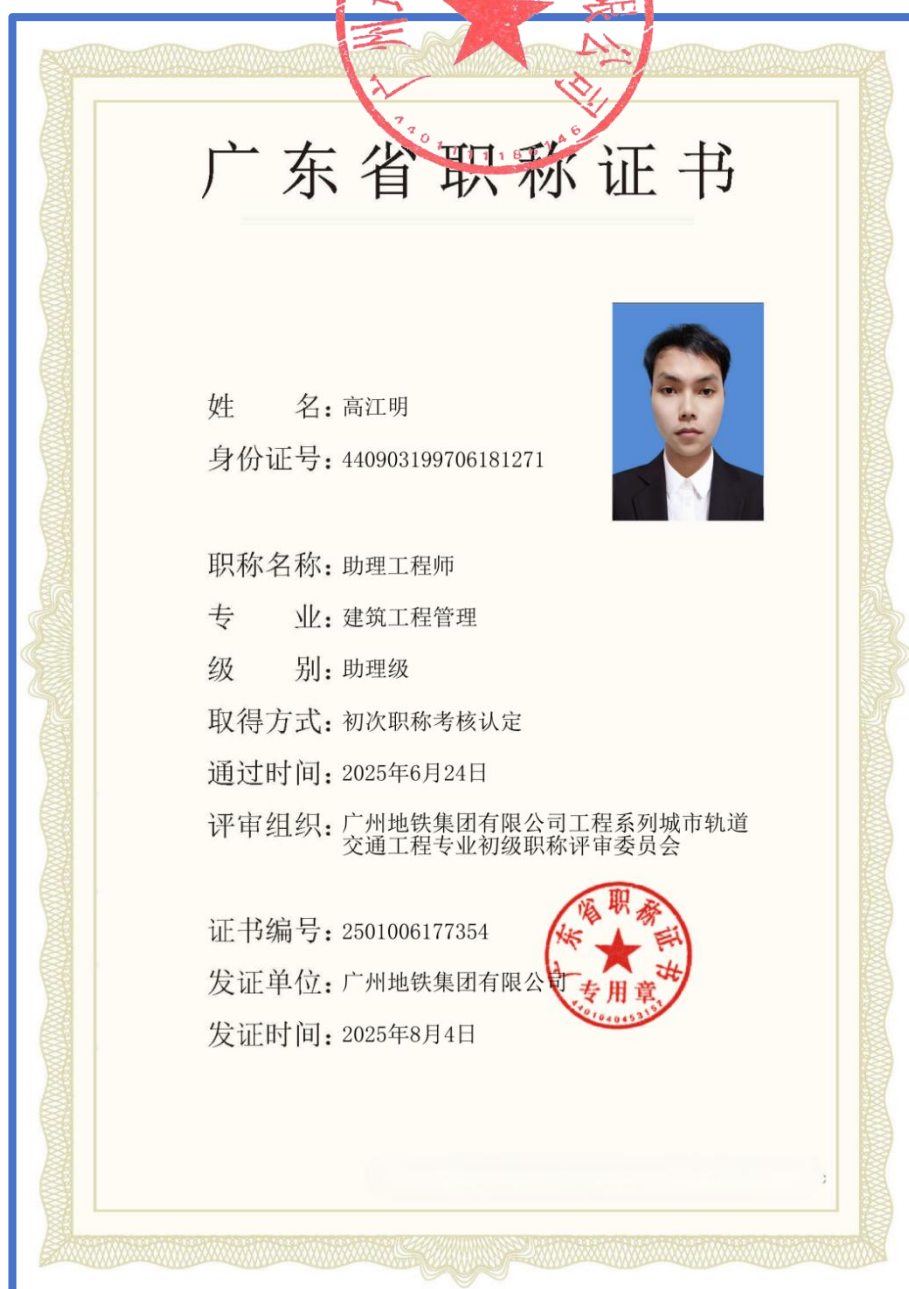 广东省职称证书
姓名：高江明
身份证号：440903199706181271
职称名称：助理工程师
专业：建筑工程管理
级别：助理级
取得方式：初次职称考核认定
通过时间：2025年6月24日
评审组织：广州地铁集团有限公司工程系列城市轨道
交通工程专业初级职称评审委员会
证书编号：2501006177354
发证单位：广州地铁集团有限公司
发证时间：2025年8月4日
广东省职称证书
专用章
4401040453157